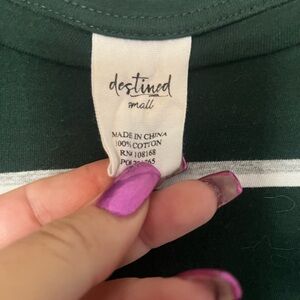 destined
small
MADE IN CHINA
100% COTTON
RN# 108168